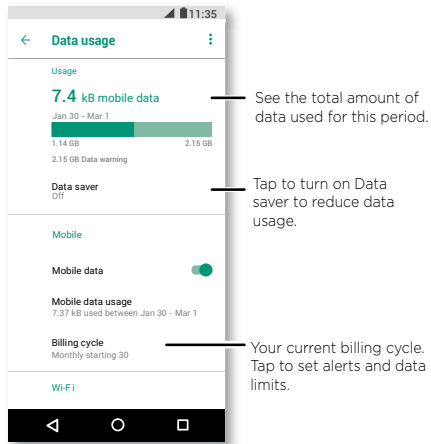 11:35
Data usage
Usage
7.4 kB mobile data
Jan 30 - Mar 1
1.14 GB 2.15 GB
2.15 GB Data warning
Data saver
Off
Mobile
Mobile data
Mobile data usage
7.37 kB used between Jan 30 - Mar 1
Billing cycle
Monthly starting 30
Wi-Fi
See the total amount of
data used for this period.
Tap to turn on Data
saver to reduce data
usage.
Your current billing cycle.
Tap to set alerts and data
limits.